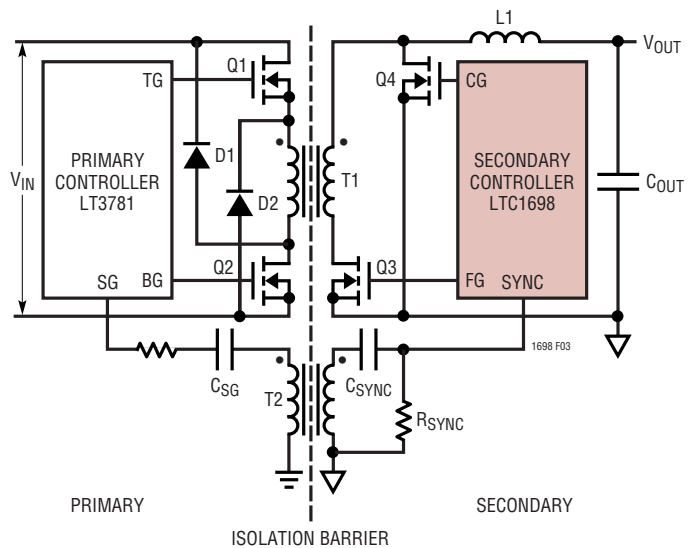 L1
VOUT
TG
Q1
Q4
CG
PRIMARY
CONTROLLER
LT3781
VIN
D1
D2
T1
SECONDARY
CONTROLLER
LTC1698
COUT
SG
BG
Q2
Q3
FG
SYNC
1698 F03
CSG
T2
CSYNC
RSYNC
PRIMARY
SECONDARY
ISOLATION BARRIER